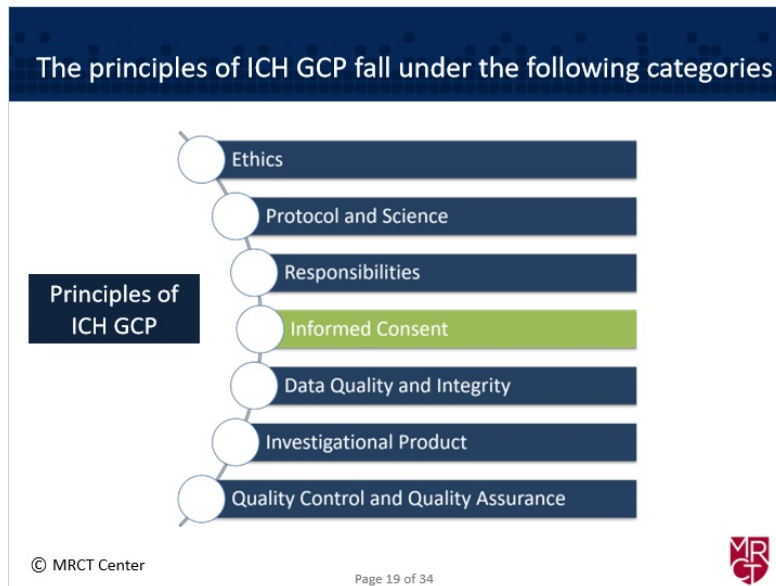 The principles of ICH GCP fall under the following categories
Ethics
Protocol and Science
Responsibilities
Principles of
ICH GCP
Informed Consent
Data Quality and Integrity
Investigational Product
Quality Control and Quality Assurance
© MRCT Center
Page 19 of 34
MR
CT